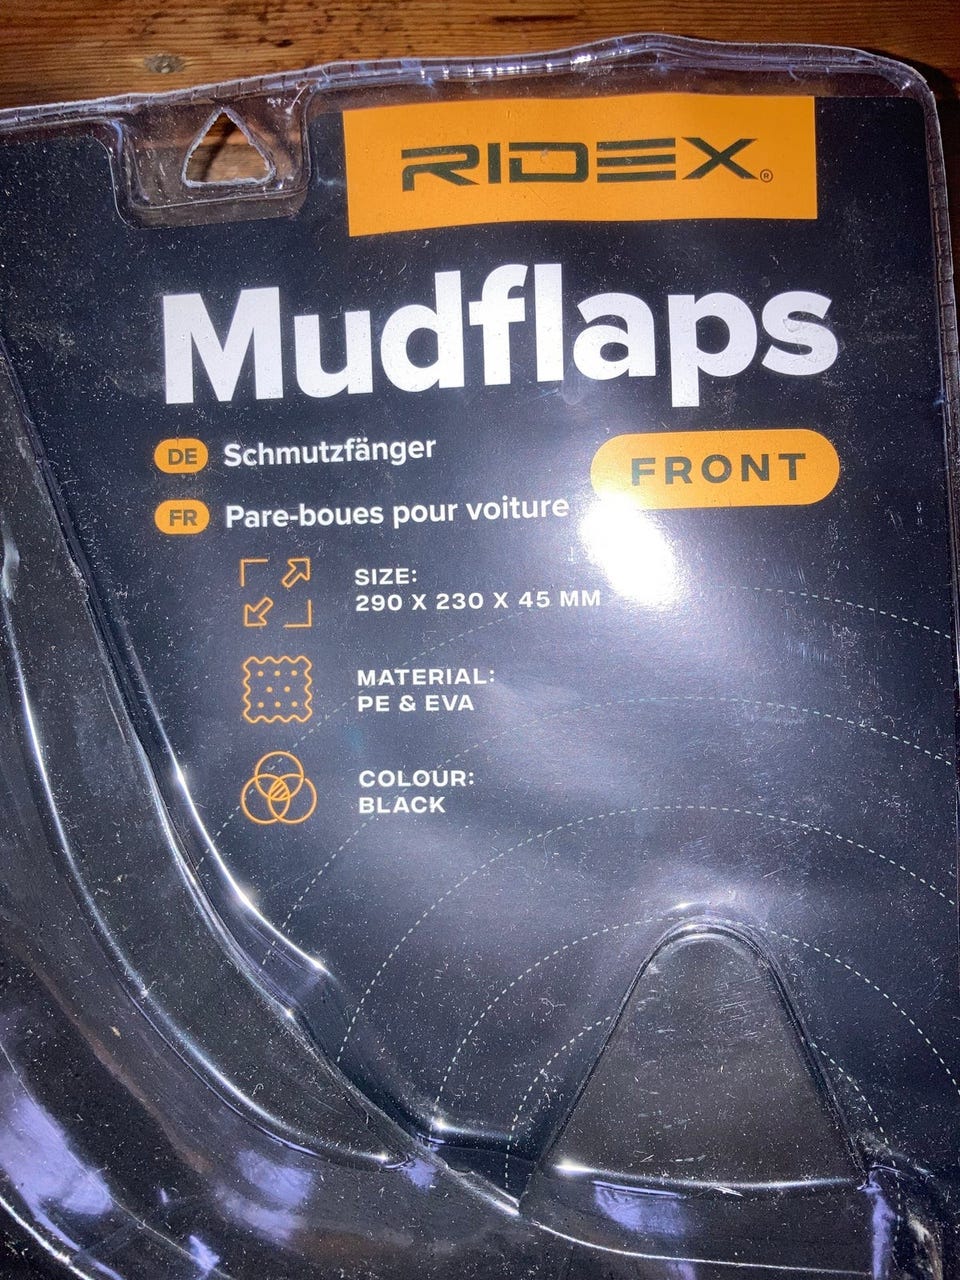 RIDEX®
Mudflaps
DE Schmutzfänger
FRONT
FR Pare-boues pour voiture
SIZE:
290 X 230 X 45 MM
MATERIAL:
PE & EVA
COLOUR:
BLACK